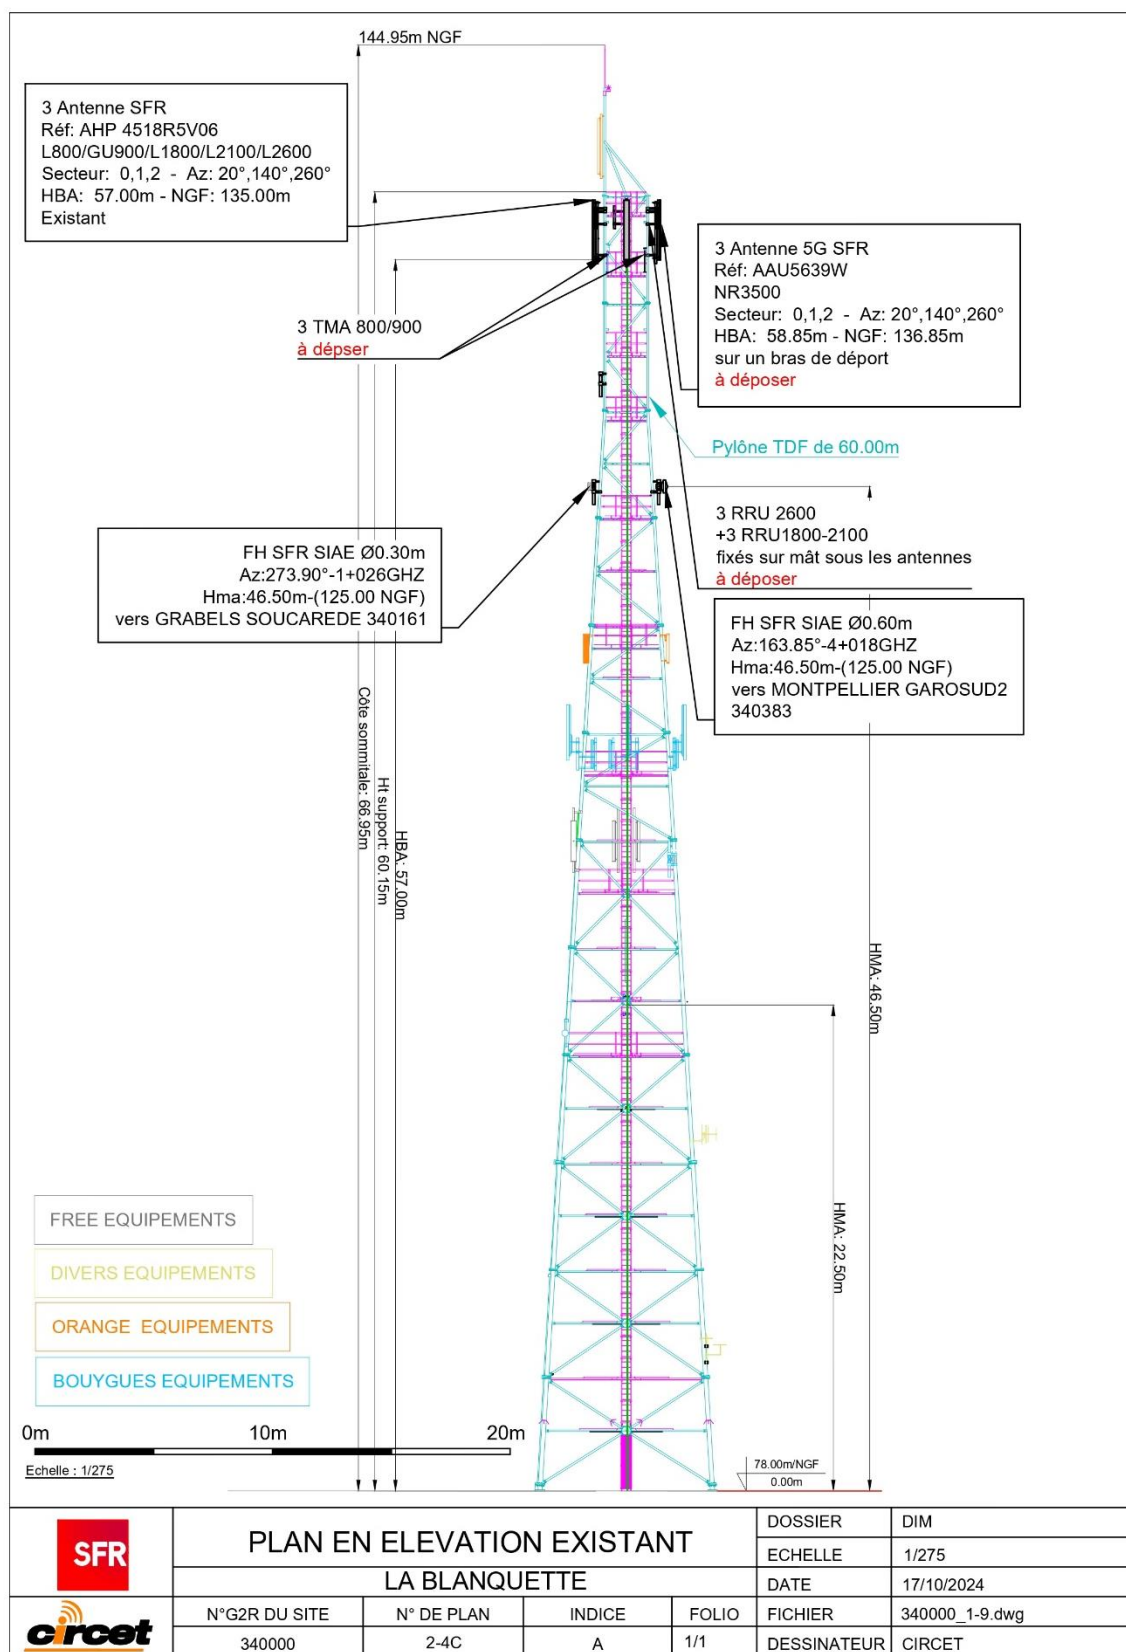 144.95m NGF
3 Antenne SFR
Réf: AHP 4518R5V06
L800/GU900/L1800/L2100/L2600
Secteur: 0,1,2 - Az: 20°,140°,260°
HBA: 57.00m - NGF: 135.00m
Existant
3 Antenne 5G SFR
Réf: AAU5639W
NR3500
Secteur: 0,1,2 - Az: 20°,140°,260°
HBA: 58.85m - NGF: 136.85m
sur un bras de déport
à déposer
3 TMA 800/900
à dépser
Pylône TDF de 60.00m
3 RRU 2600
+3 RRU1800-2100
fixés sur mât sous les antennes
à déposer
FH SFR SIAE Ø0.30m
Az:273.90°-1+026GHZ
Hma:46.50m-(125.00 NGF)
vers GRABELS SOUCAREDE 340161
FH SFR SIAE Ø0.60m
Az:163.85°-4+018GHZ
Hma:46.50m-(125.00 NGF)
vers MONTPELLIER GAROSUD2
340383
Côte sommitale: 66.95m
Ht support: 60.15m
HBA: 57.00m
HMA: 46.50m
HMA: 22.50m
FREE EQUIPEMENTS
DIVERS EQUIPEMENTS
ORANGE EQUIPEMENTS
BOUYGUES EQUIPEMENTS
0m 10m 20m
Echelle : 1/275
78.00m/NGF
0.00m
SFR
PLAN EN ELEVATION EXISTANT
LA BLANQUETTE
DOSSIER DIM
ECHELLE 1/275
DATE 17/10/2024
circet
N°G2R DU SITE N° DE PLAN INDICE FOLIO FICHIER 340000_1-9.dwg
340000 2-4C A 1/1 DESSINATEUR CIRCET